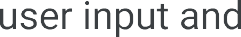 user input and